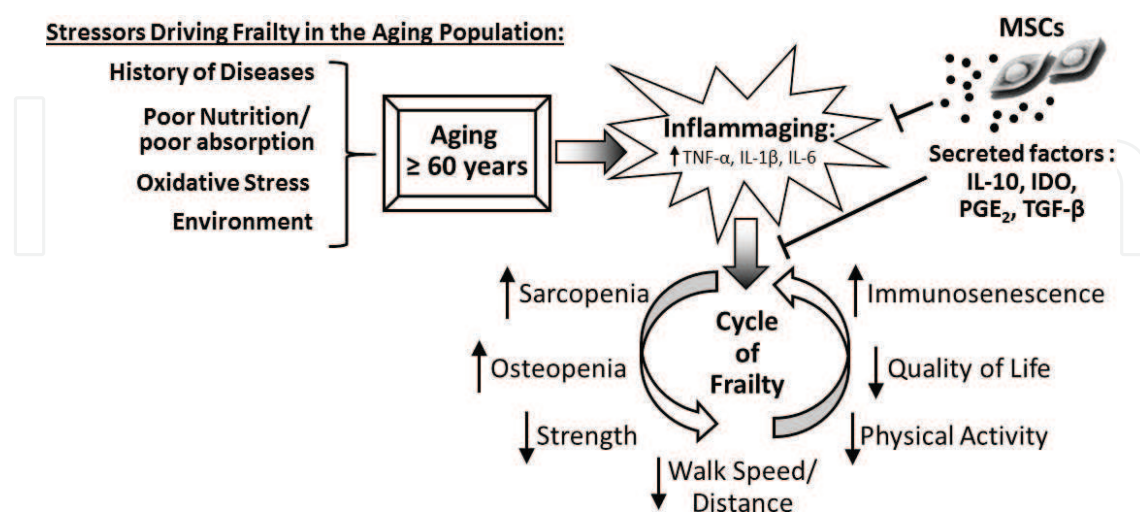 Stressors Driving Frailty in the Aging Population:
History of Diseases
Poor Nutrition/
poor absorption
Oxidative Stress
Environment
Aging
≥ 60 years
Inflammaging:
↑TNF-α, IL-1β, IL-6
MSCs
Secreted factors :
IL-10, IDO,
PGE₂, TGF-β
↑ Sarcopenia
↑ Osteopenia
↓ Strength
↓ Walk Speed/
Distance
Cycle
of
Frailty
↑ Immunosenescence
↓ Quality of Life
↓ Physical Activity